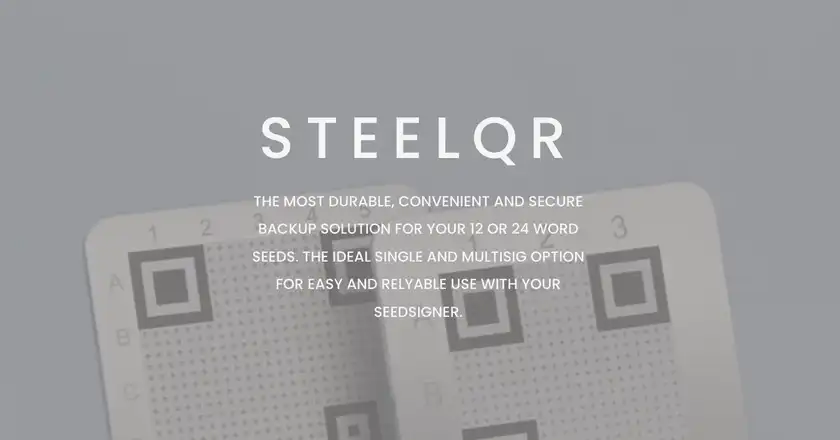 STEELQR
THE MOST DURABLE, CONVENIENT AND SECURE
BACKUP SOLUTION FOR YOUR 12 OR 24 WORD
SEEDS. THE IDEAL SINGLE AND MULTISIG OPTION
FOR EASY AND RELYABLE USE WITH YOUR
SEEDSIGNER.
1 2 3 4 5
A
B
C
1 2 3
A
B